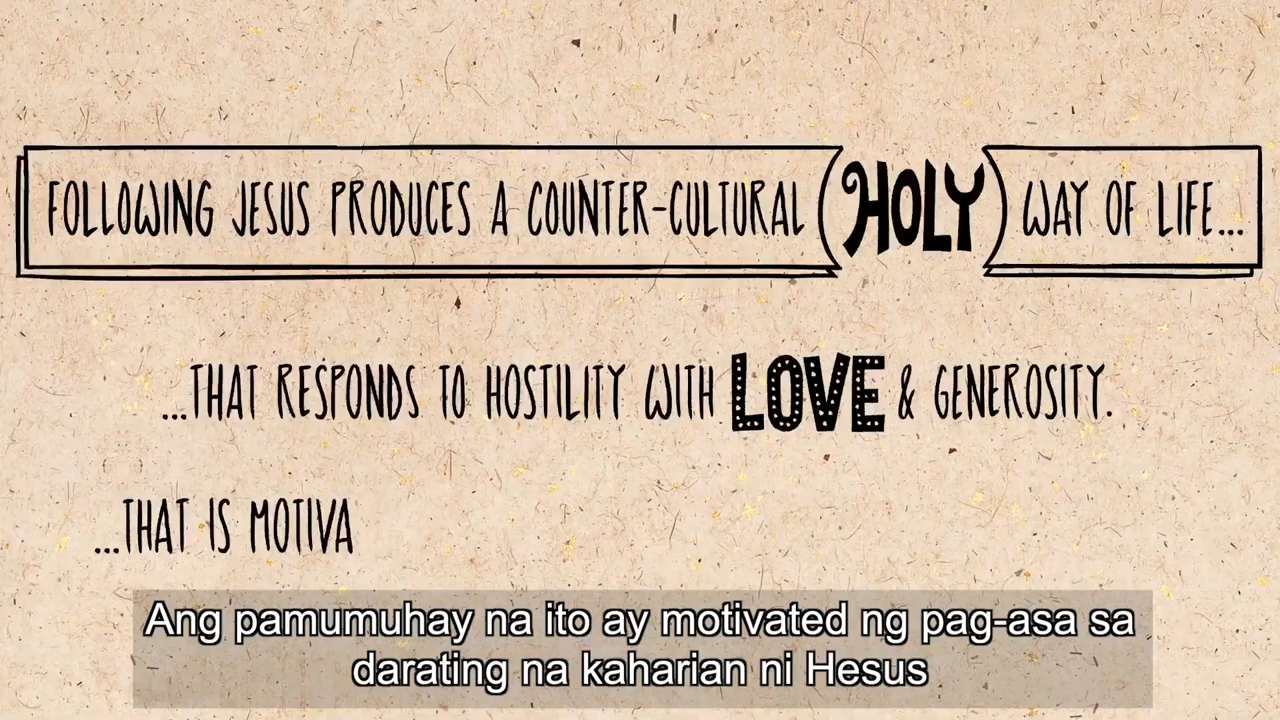 FOLLOWING JESUS PRODUCES A COUNTER-CULTURAL HOLY WAY OF LIFE...
...THAT RESPONDS TO HOSTILITY WITH LOVE & GENEROSITY.
...THAT IS MOTIVA
Ang pamumuhay na ito ay motivated ng pag-asa sa
darating na kaharian ni Hesus